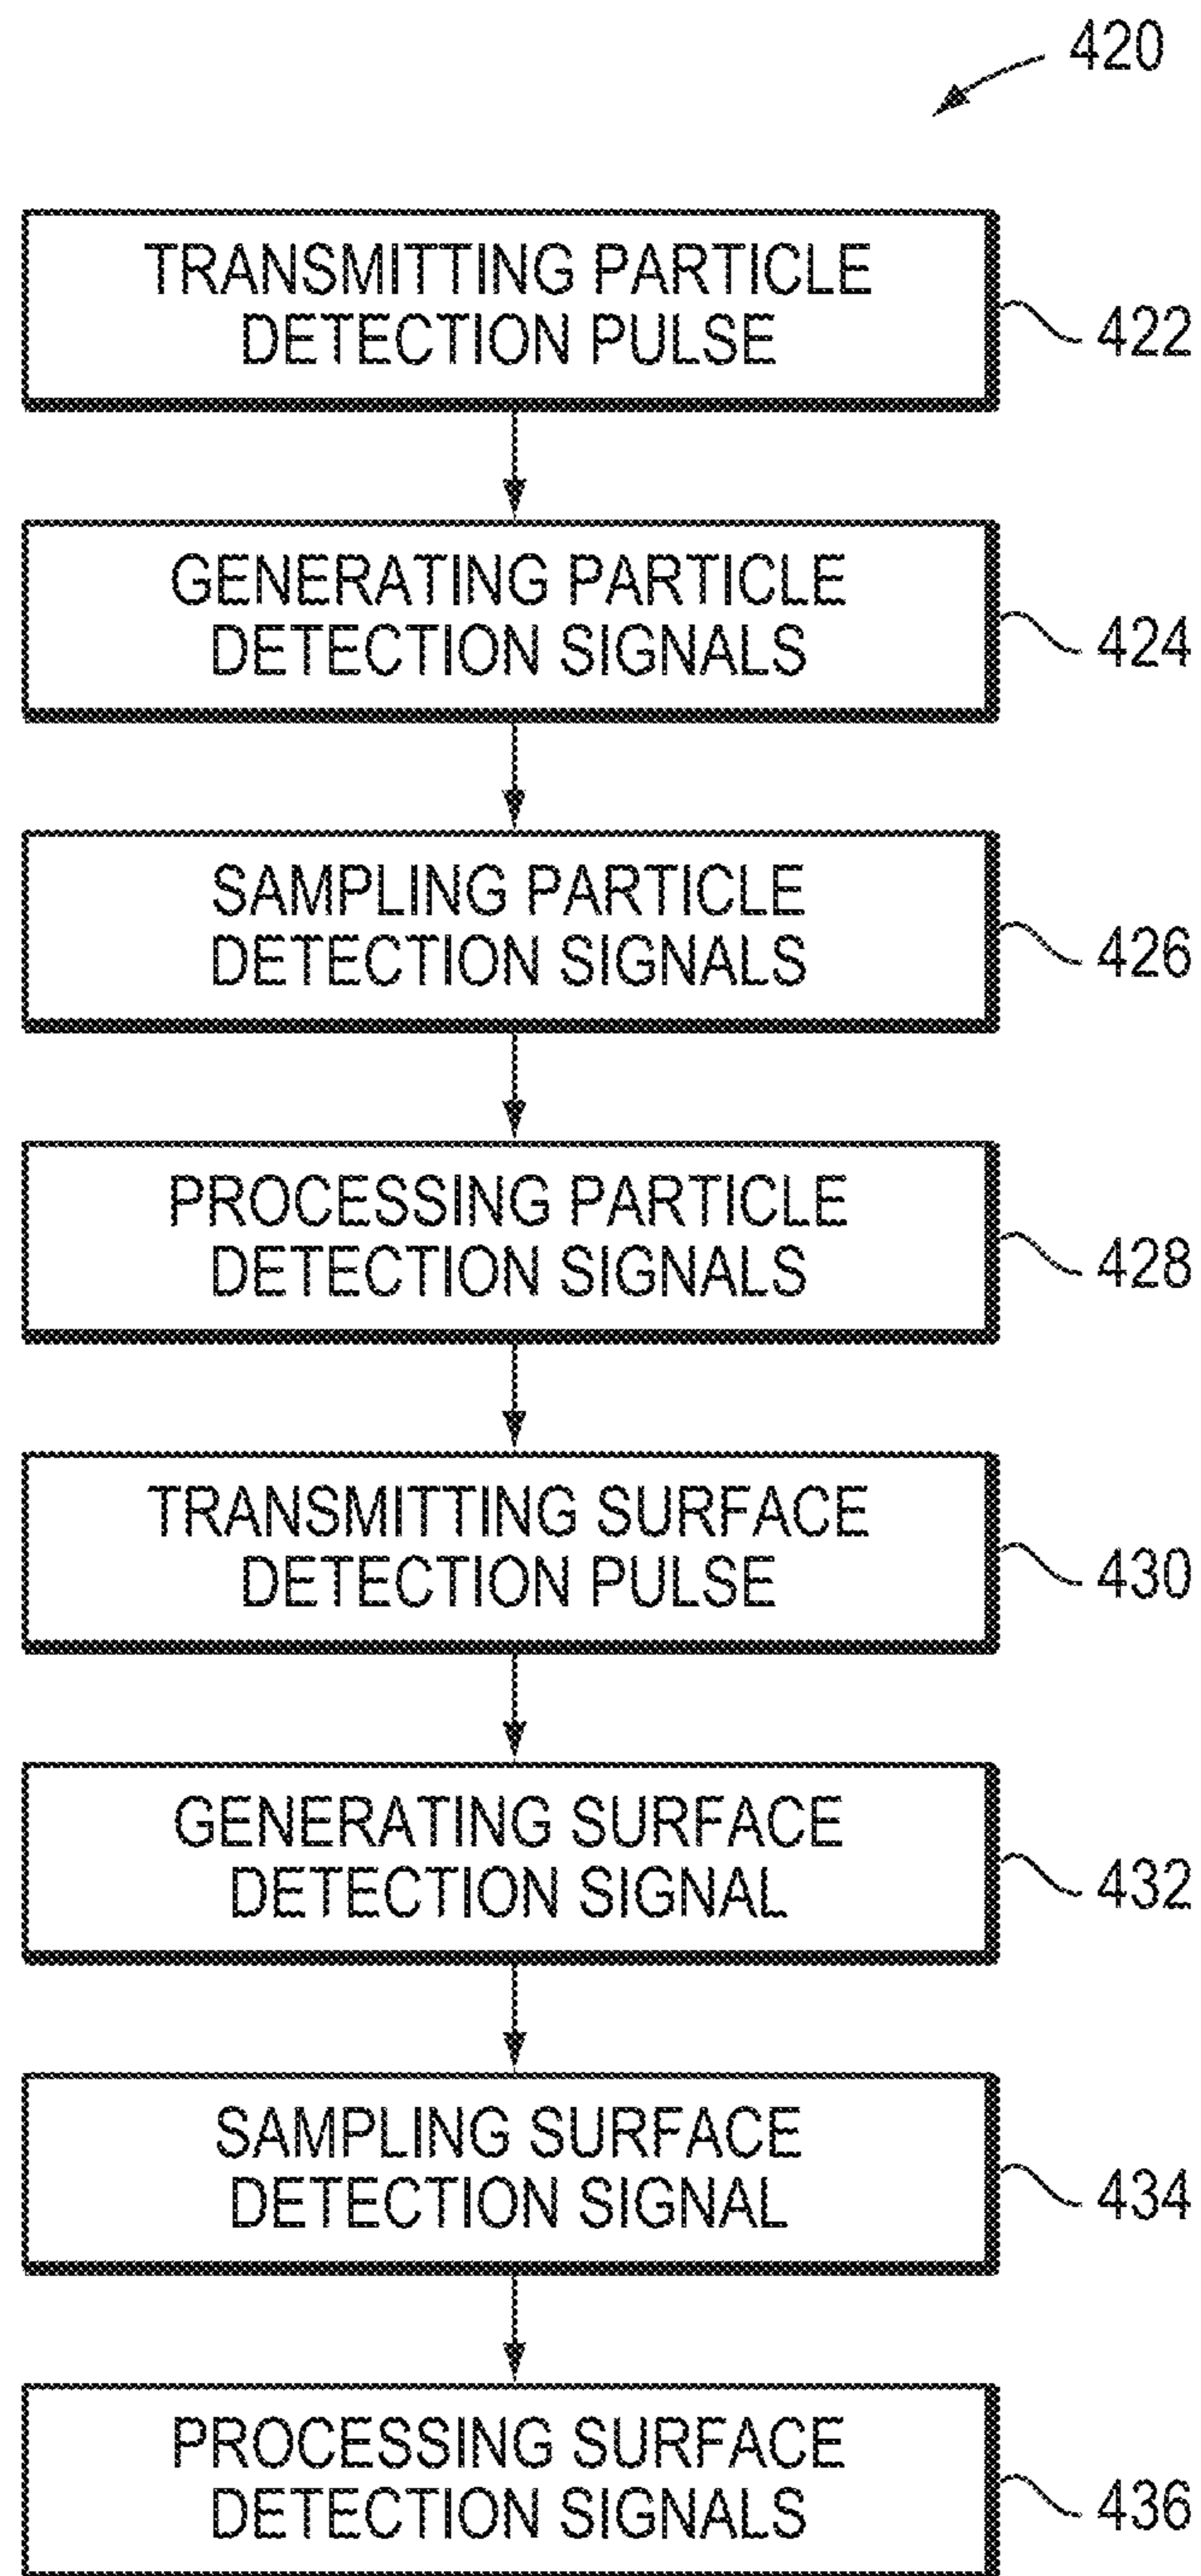 420
TRANSMITTING PARTICLE
DETECTION PULSE
422
GENERATING PARTICLE
DETECTION SIGNALS
424
SAMPLING PARTICLE
DETECTION SIGNALS
426
PROCESSING PARTICLE
DETECTION SIGNALS
428
TRANSMITTING SURFACE
DETECTION PULSE
430
GENERATING SURFACE
DETECTION SIGNAL
432
SAMPLING SURFACE
DETECTION SIGNAL
434
PROCESSING SURFACE
DETECTION SIGNALS
436